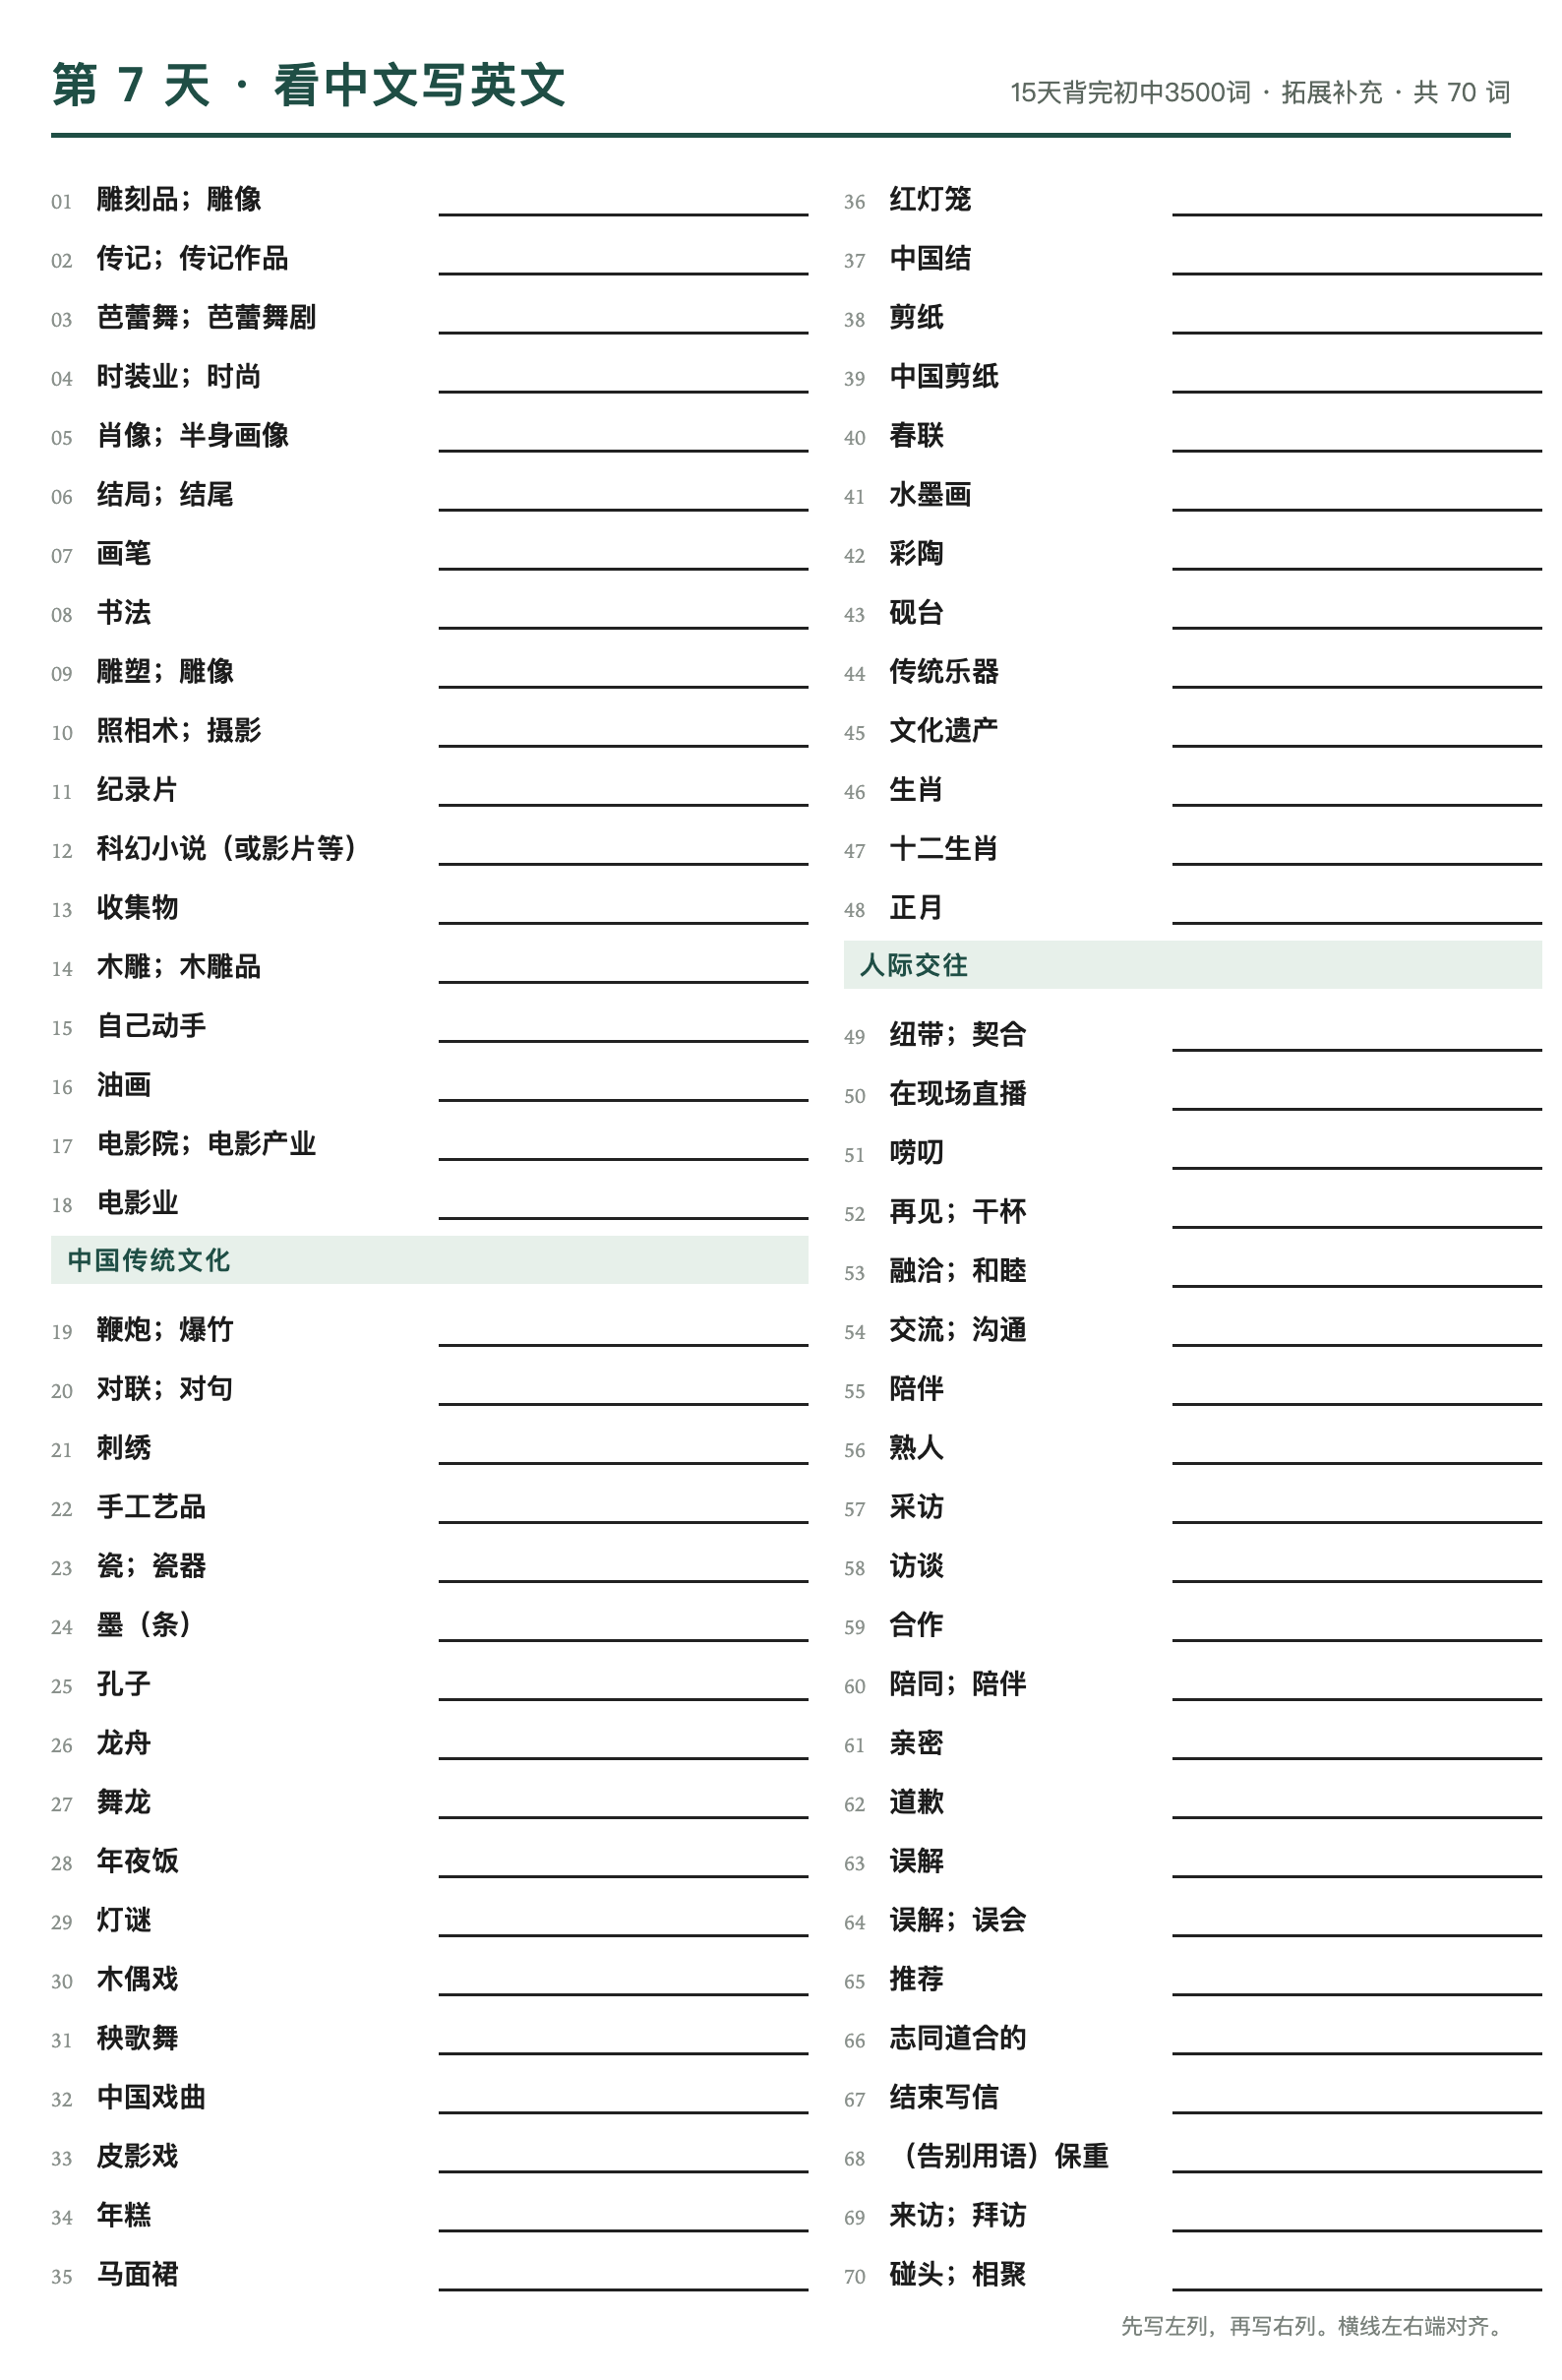 第 7 天 · 看中文写英文
15天背完初中3500词 · 拓展补充 · 共 70 词
01 雕刻品；雕像
02 传记；传记作品
03 芭蕾舞；芭蕾舞剧
04 时装业；时尚
05 肖像；半身画像
06 结局；结尾
07 画笔
08 书法
09 雕塑；雕像
10 照相术；摄影
11 纪录片
12 科幻小说（或影片等）
13 收集物
14 木雕；木雕品
15 自己动手
16 油画
17 电影院；电影产业
18 电影业
中国传统文化
19 鞭炮；爆竹
20 对联；对句
21 刺绣
22 手工艺品
23 瓷；瓷器
24 墨（条）
25 孔子
26 龙舟
27 舞龙
28 年夜饭
29 灯谜
30 木偶戏
31 秧歌舞
32 中国戏曲
33 皮影戏
34 年糕
35 马面裙
36 红灯笼
37 中国结
38 剪纸
39 中国剪纸
40 春联
41 水墨画
42 彩陶
43 砚台
44 传统乐器
45 文化遗产
46 生肖
47 十二生肖
48 正月
人际交往
49 纽带；契合
50 在现场直播
51 唠叨
52 再见；干杯
53 融洽；和睦
54 交流；沟通
55 陪伴
56 熟人
57 采访
58 访谈
59 合作
60 陪同；陪伴
61 亲密
62 道歉
63 误解
64 误解；误会
65 推荐
66 志同道合的
67 结束写信
68 （告别用语）保重
69 来访；拜访
70 碰头；相聚
先写左列，再写右列。横线左右端对齐。